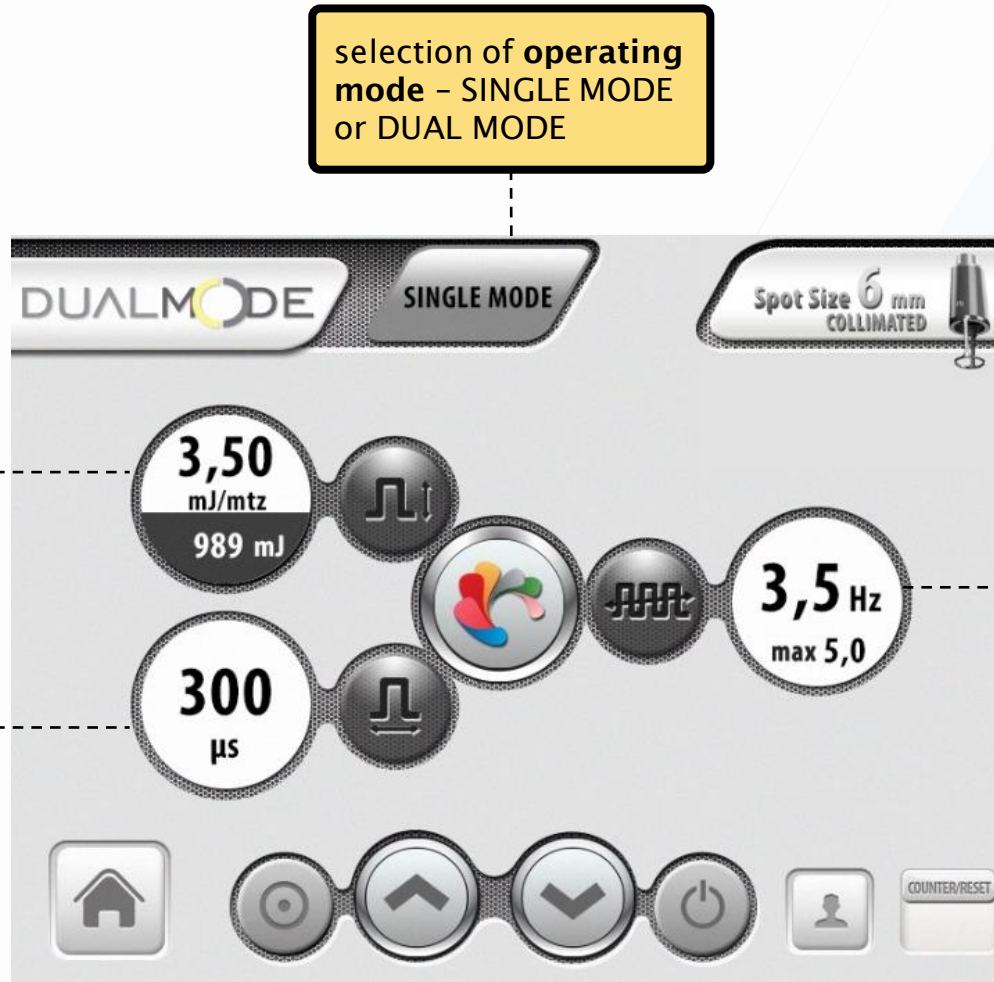 selection of operating
mode – SINGLE MODE
or DUAL MODE
DUALMODE
SINGLE MODE
Spot Size 6 mm
COLLIMATED
3,50
mJ/mtz
989 mJ
3,5 Hz
max 5,0
300
µs
COUNTER/RESET